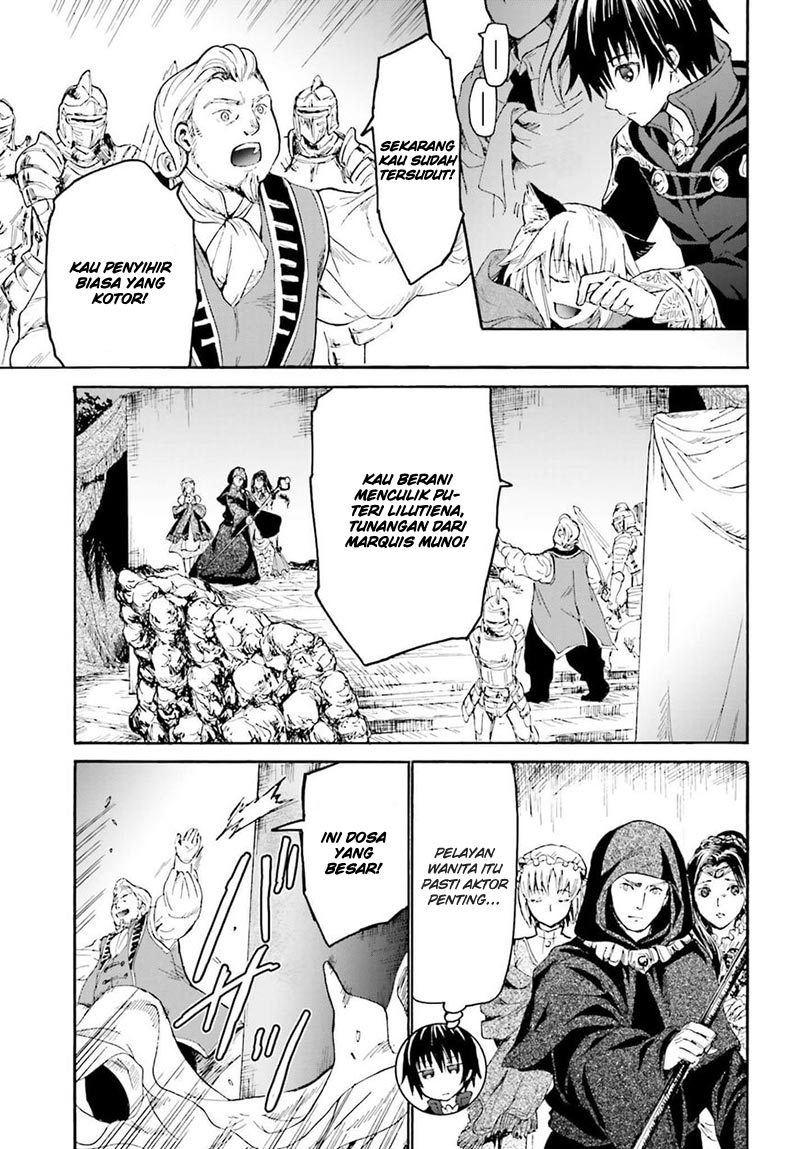 SEKARANG
KAU SUDAH
TERSUDUT!
KAU PENYIHIR
BIASA YANG
KOTOR!
KAU BERANI
MENCULIK PU-
TERI LILUTIENA,
TUNANGAN DARI
MARQUIS MUNO!
PELAYAN
WANITA ITU
PASTI AKTOR
PENTING...
INI DOSA
YANG
BESAR!